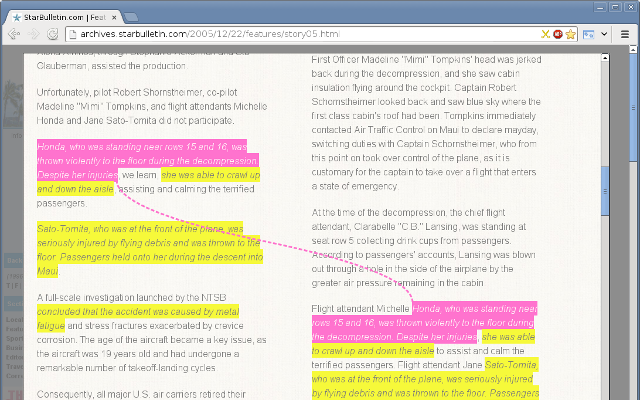 StarBulletin.com | Feat
archives.starbulletin.com/2005/12/22/features/story05.html
Clauberman, assisted the production.
Unfortunately, pilot Robert Shornstheimer, co-pilot
Madeline "Mimi" Tompkins, and flight attendants Michelle
Honda and Jane Sato-Tomita did not participate.
Honda, who was standing near rows 15 and 16, was
thrown violently to the floor during the decompression.
Despite her injuries, we learn, she was able to crawl up
and down the aisle, assisting and calming the terrified
passengers.
Sato-Tomita, who was at the front of the plane, was
seriously injured by flying debris and was thrown to the
floor. Passengers held onto her during the descent into
Maui.
A full-scale investigation launched by the NTSB
concluded that the accident was caused by metal
fatigue and stress fractures exacerbated by crevice
corrosion. The age of the aircraft became a key issue, as
the aircraft was 19 years old and had undergone a
remarkable number of takeoff-landing cycles.
Consequently, all major U.S. air carriers retired their
First Officer Madeline "Mimi" Tompkins' head was jerked
back during the decompression, and she saw cabin
insulation flying around the cockpit. Captain Robert
Schornstheimer looked back and saw blue sky where the
first class cabin's roof had been. Tompkins immediately
contacted Air Traffic Control on Maui to declare mayday,
switching duties with Captain Schornstheimer, who from
this point on took over control of the plane, as it is
customary for the captain to take over a flight that enters
a state of emergency.
At the time of the decompression, the chief flight
attendant, Clarabelle "C.B." Lansing, was standing at
seat row 5 collecting drink cups from passengers.
According to passengers' accounts, Lansing was blown
out through a hole in the side of the airplane by the
greater air pressure remaining in the cabin.
Flight attendant Michelle Honda, who was standing near
rows 15 and 16, was thrown violently to the floor during
the decompression. Despite her injuries, she was able
to crawl up and down the aisle to assist and calm the
terrified passengers. Flight attendant Jane Sato-Tomita,
who was at the front of the plane, was seriously injured
by flying debris and was thrown to the floor. Passengers